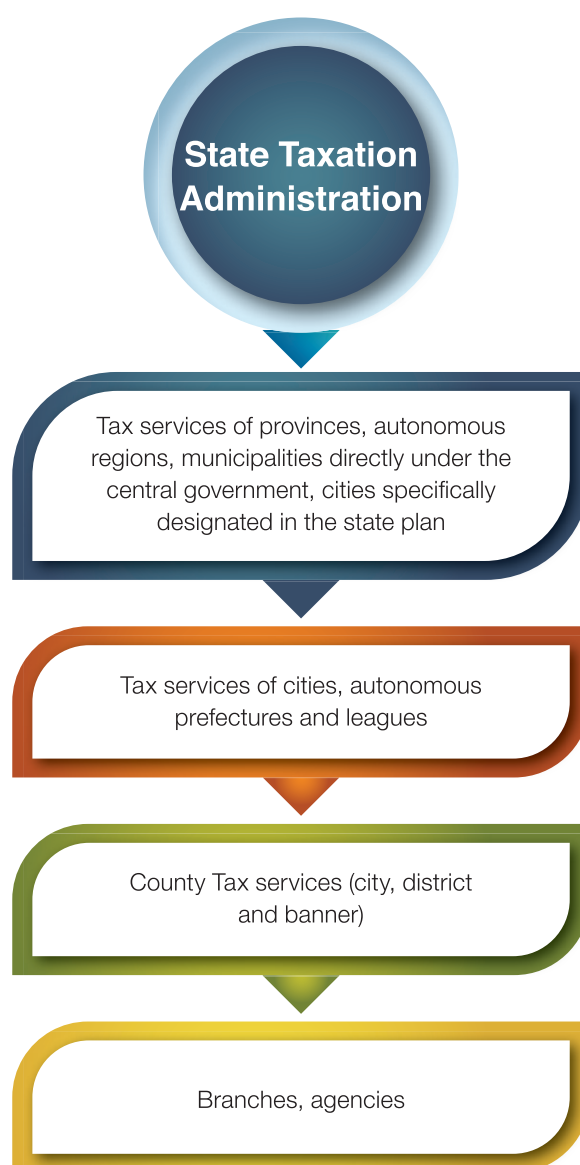 State Taxation
Administration
Tax services of provinces, autonomous
regions, municipalities directly under the
central government, cities specifically
designated in the state plan
Tax services of cities, autonomous
prefectures and leagues
County Tax services (city, district
and banner)
Branches, agencies